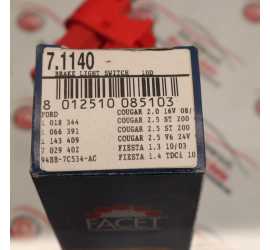 7.1140
BRAKE LIGHT SWITCH 10D
8 012510 085103
FORD COUGAR 2.0 16V 08/
1 018 344 COUGAR 2.5 ST 200
1 066 391 COUGAR 2.5 ST 200
1 143 409 COUGAR 2.5 V6 24V
7 029 402 FIESTA 1.3 10/03
94BB-7C534-AC FIESTA 1.4 TDCi 10
FACET